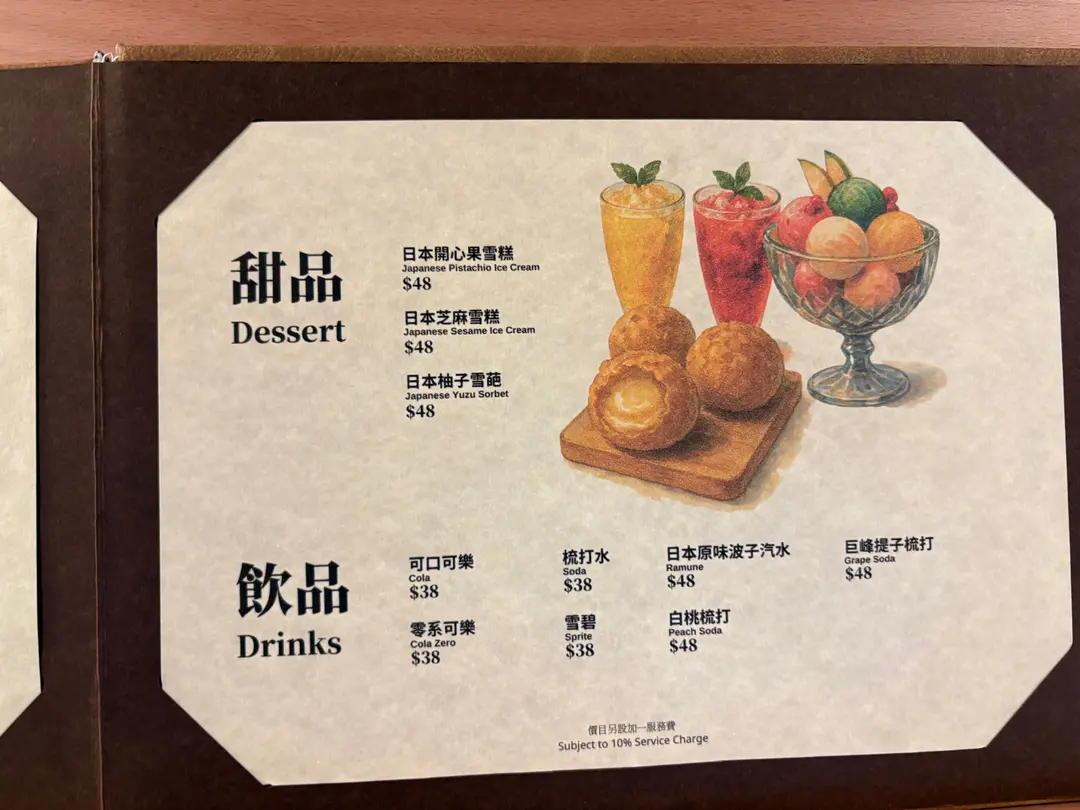 甜品
Dessert
日本開心果雪糕
Japanese Pistachio Ice Cream
$48
日本芝麻雪糕
Japanese Sesame Ice Cream
$48
日本柚子雪葩
Japanese Yuzu Sorbet
$48
飲品
Drinks
可口可樂
Cola
$38
零系可樂
Cola Zero
$38
梳打水
Soda
$38
雪碧
Sprite
$38
日本原味波子汽水
Ramune
$48
白桃梳打
Peach Soda
$48
巨峰提子梳打
Grape Soda
$48
價目另設加一服務費
Subject to 10% Service Charge